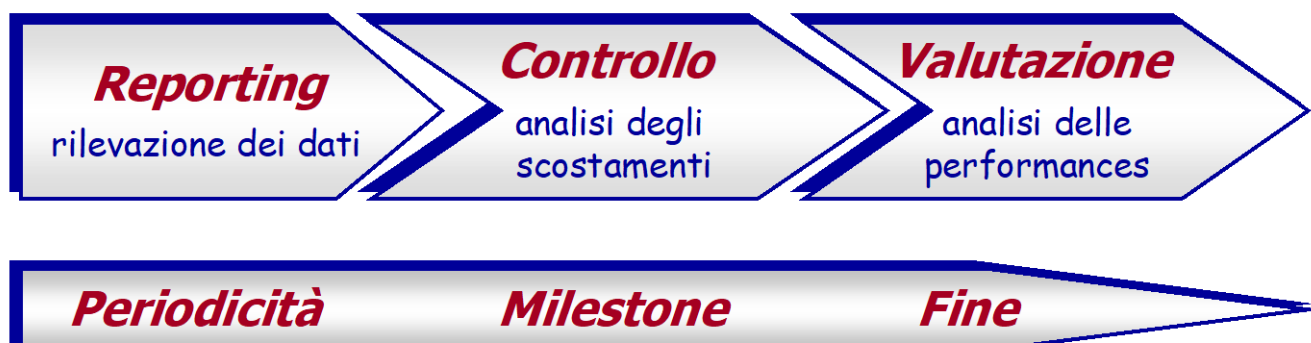 Reporting
rilevazione dei dati
Controllo
analisi degli
scostamenti
Valutazione
analisi delle
performances
Periodicità
Milestone
Fine